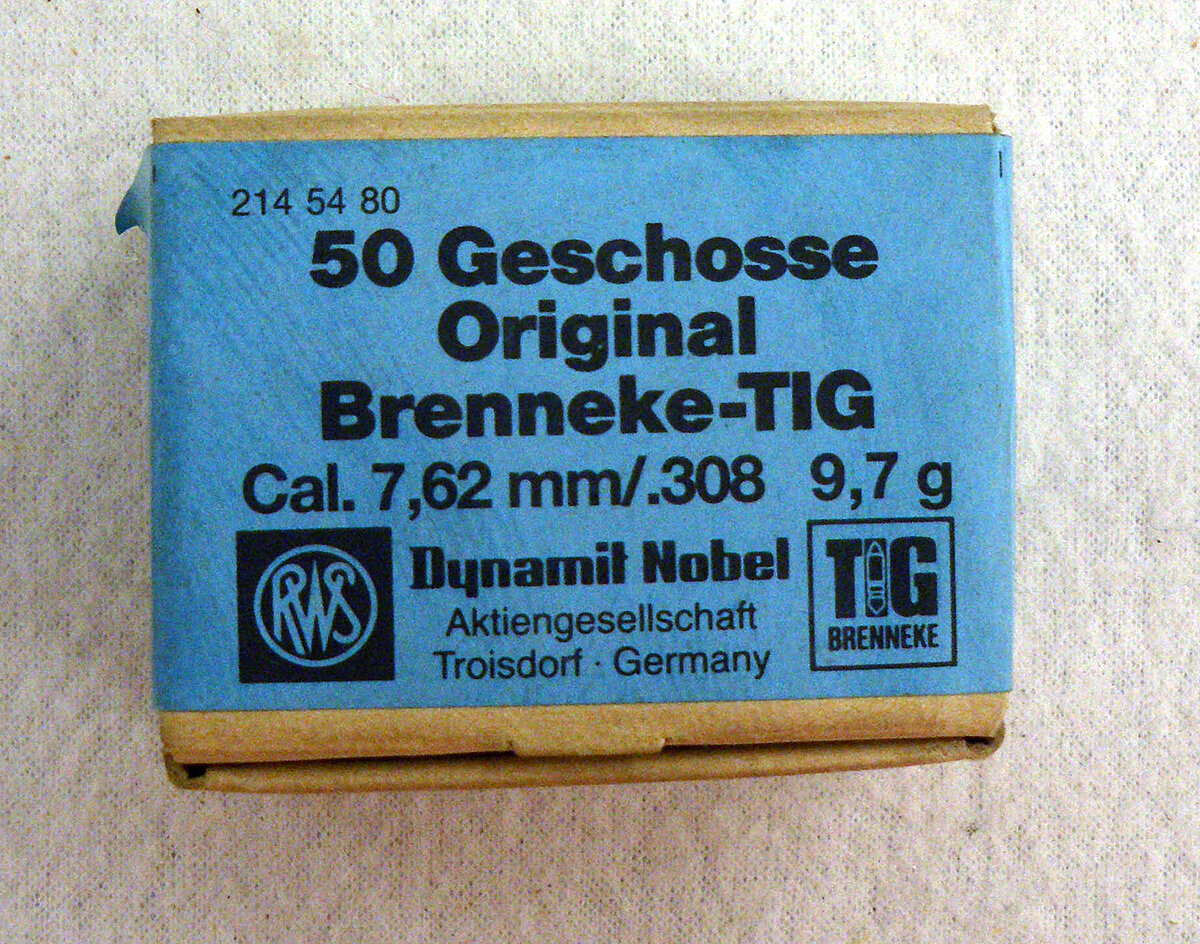 214 54 80
50 Geschosse
Original
Brenneke-TIG
Cal. 7,62 mm/.308 9,7 g
RWS
Dynamit Nobel
Aktiengesellschaft
Troisdorf · Germany
TIG
BRENNEKE